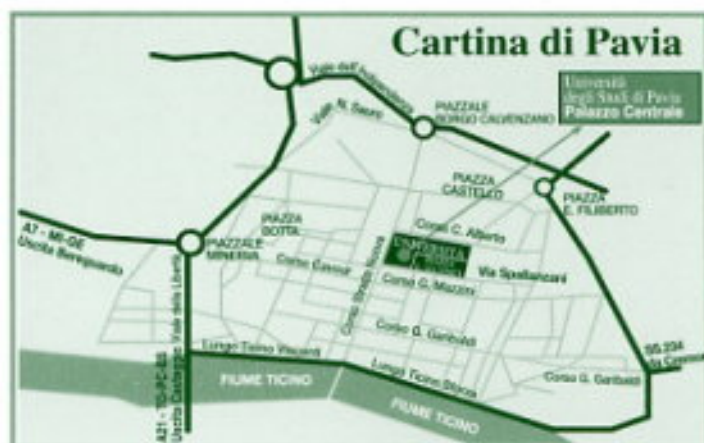 Cartina di Pavia
Università
degli Studi di Pavia
Palazzo Centrale
Viale dell'Indipendenza
Viale N. Sauro
PIAZZALE
BORGO CALVENZANO
PIAZZA
CASTELLO
PIAZZA
E. FILIBERTO
PIAZZA
BOTTA
Corso C. Alberto
A7 - MI-GE
Uscita Bereguardo
PIAZZALE
MINERVA
UNIVERSITÀ
Corso Cavour
Corso Strada Nuova
Via Spallanzani
Corso G. Mazzini
Viale della Libertà
Corso G. Garibaldi
Lungo Ticino Visconti
Lungo Ticino Sforza
Corso G. Garibaldi
SS.234
A21 - TO-PC-BS
Uscita Casteggio
FIUME TICINO
FIUME TICINO